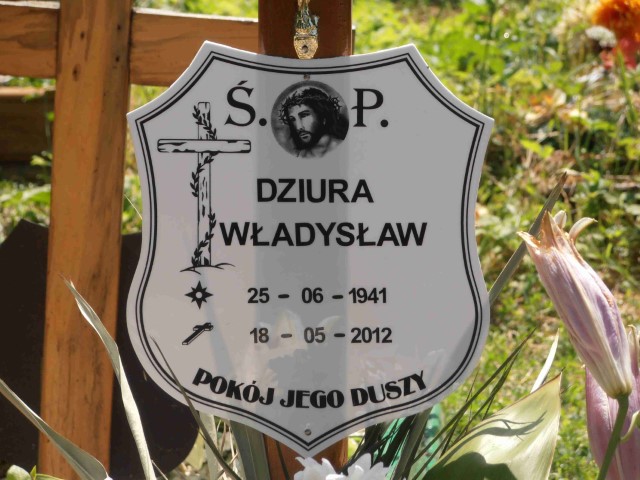 Ś. P.
DZIURA
WŁADYSŁAW
25 - 06 - 1941
18 - 05 - 2012
POKÓJ JEGO DUSZY